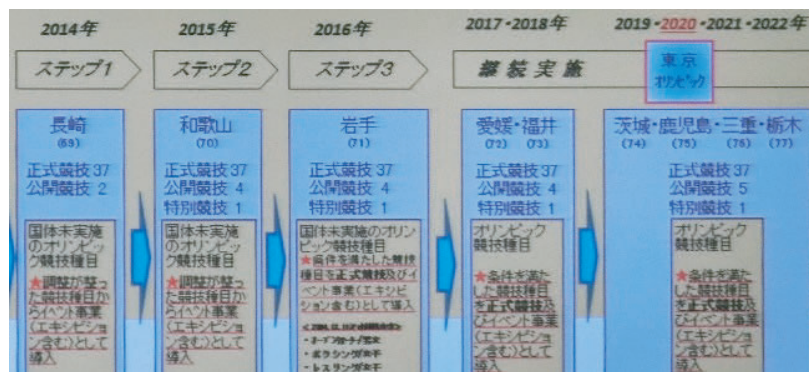 2014年
2015年
2016年
2017・2018年
2019・2020・2021・2022年
ステップ1
ステップ2
ステップ3
継続実施
東京
オリンピック
長崎
(69)
正式競技 37
公開競技 2
国体未実施
のオリンピッ
ク競技種目
★調整が整っ
た競技種目か
らイベント事業
(エキシビショ
ン含む)として
導入
和歌山
(70)
正式競技 37
公開競技 4
特別競技 1
国体未実施
のオリンピッ
ク競技種目
★調整が整っ
た競技種目か
らイベント事業
(エキシビショ
ン含む)として
導入
岩手
(71)
正式競技 37
公開競技 4
特別競技 1
国体未実施のオリン
ピック競技種目
★条件を満たした競技
種目を正式競技及びイ
ベント事業(エキシビ
ション含む)として導入
・ボクシング/女子
・レスリング/女子
愛媛・福井
(72) (73)
正式競技 37
公開競技 4
特別競技 1
オリンピック
競技種目
★条件を満た
した競技種目
を正式競技及
びイベント事業
(エキシビショ
ン含む)として
導入
茨城・鹿児島・三重・栃木
(74) (75) (76) (77)
正式競技 37
公開競技 5
特別競技 1
オリンピック
競技種目
★条件を満た
した競技種目
を正式競技及
びイベント事業
(エキシビショ
ン含む)として
導入